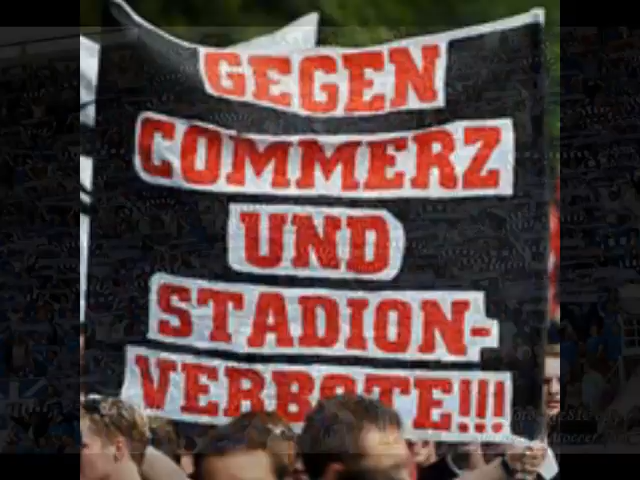 GEGEN
COMMERZ
UND
STADION-
VERBOTE!!!